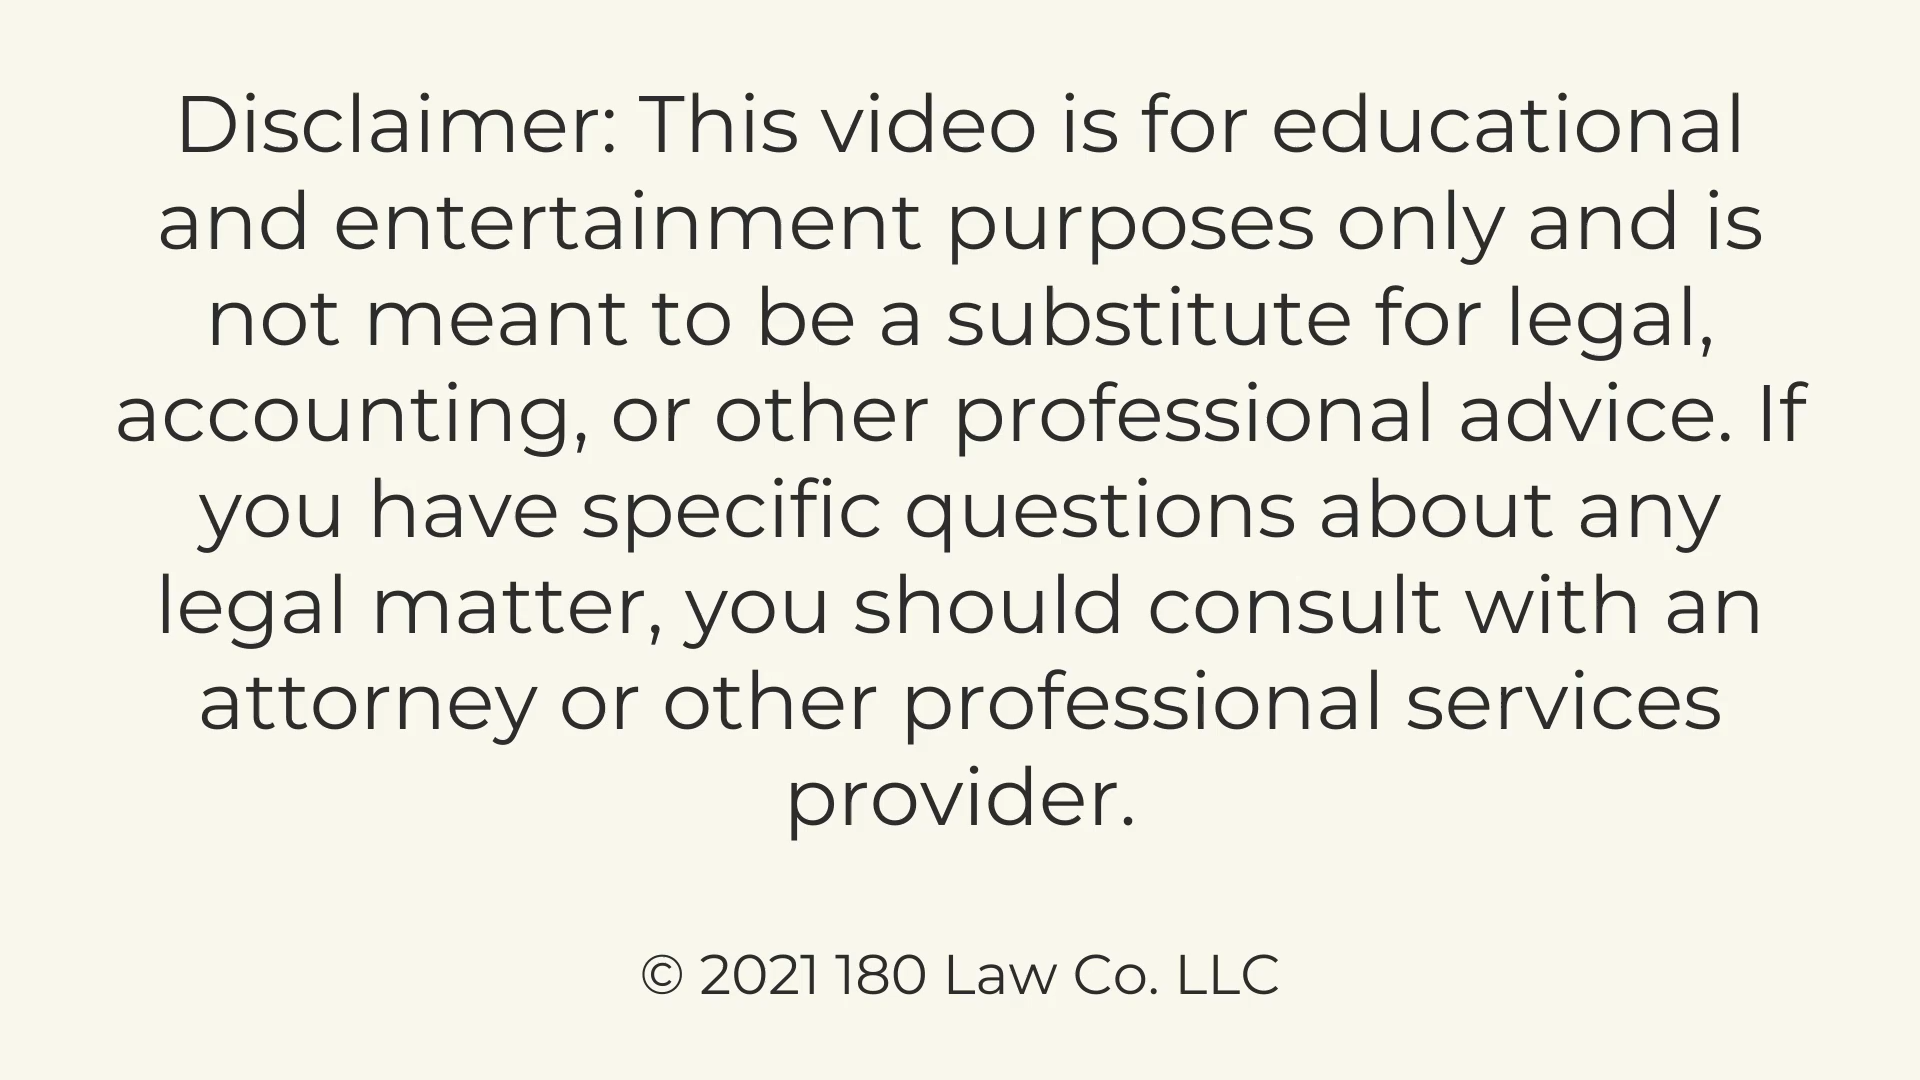 Disclaimer: This video is for educational
and entertainment purposes only and is
not meant to be a substitute for legal,
accounting, or other professional advice. If
you have specific questions about any
legal matter, you should consult with an
attorney or other professional services
provider.
© 2021 180 Law Co. LLC